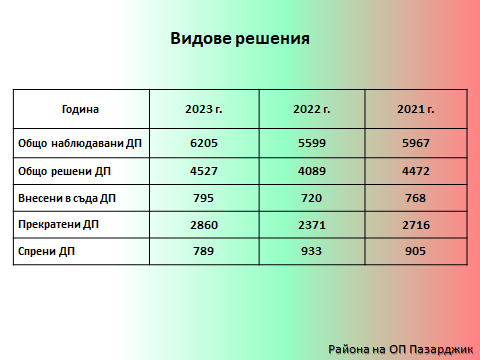 Видове решения
Година 2023 г. 2022 г. 2021 г.
Общо наблюдавани ДП 6205 5599 5967
Общо решени ДП 4527 4089 4472
Внесени в съда ДП 795 720 768
Прекратени ДП 2860 2371 2716
Спрени ДП 789 933 905
Района на ОП Пазарджик